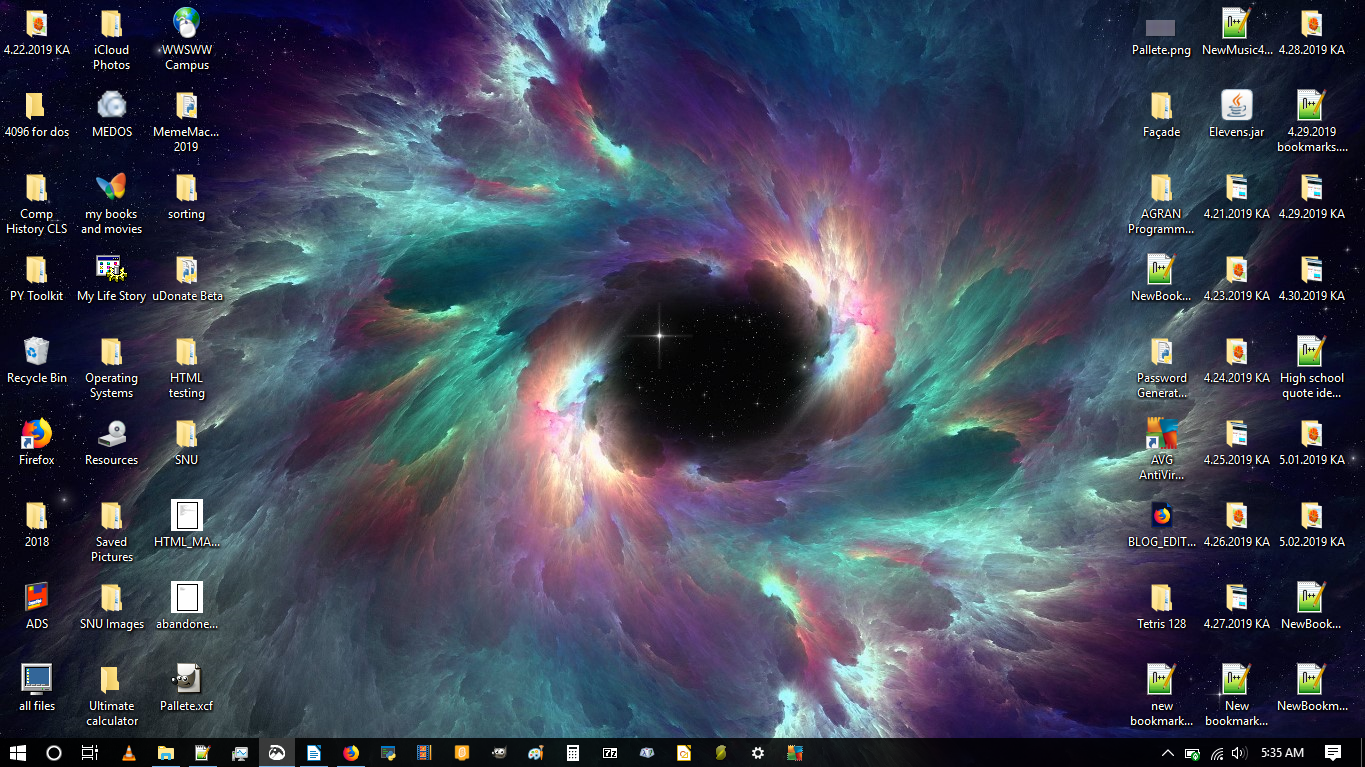 4.22.2019 KA
iCloud
Photos
WWSWW
Campus
4096 for dos
MEDOS
MemeMac...
2019
Comp
History CLS
my books
and movies
sorting
PY Toolkit
My Life Story
uDonate Beta
Recycle Bin
Operating
Systems
HTML
testing
Firefox
Resources
SNU
2018
Saved
Pictures
HTML_MA...
ADS
SNU Images
abandone...
all files
Ultimate
calculator
Pallete.xcf
Pallete.png
NewMusic4...
4.28.2019 KA
Façade
Elevens.jar
4.29.2019
bookmarks....
AGRAN
Programm...
4.21.2019 KA
4.29.2019 KA
NewBook...
4.23.2019 KA
4.30.2019 KA
Password
Generat...
4.24.2019 KA
High school
quote ide...
AVG
AntiVir...
4.25.2019 KA
5.01.2019 KA
BLOG_EDIT...
4.26.2019 KA
5.02.2019 KA
Tetris 128
4.27.2019 KA
NewBook...
new
bookmark...
New
bookmark...
NewBookm...
5:35 AM